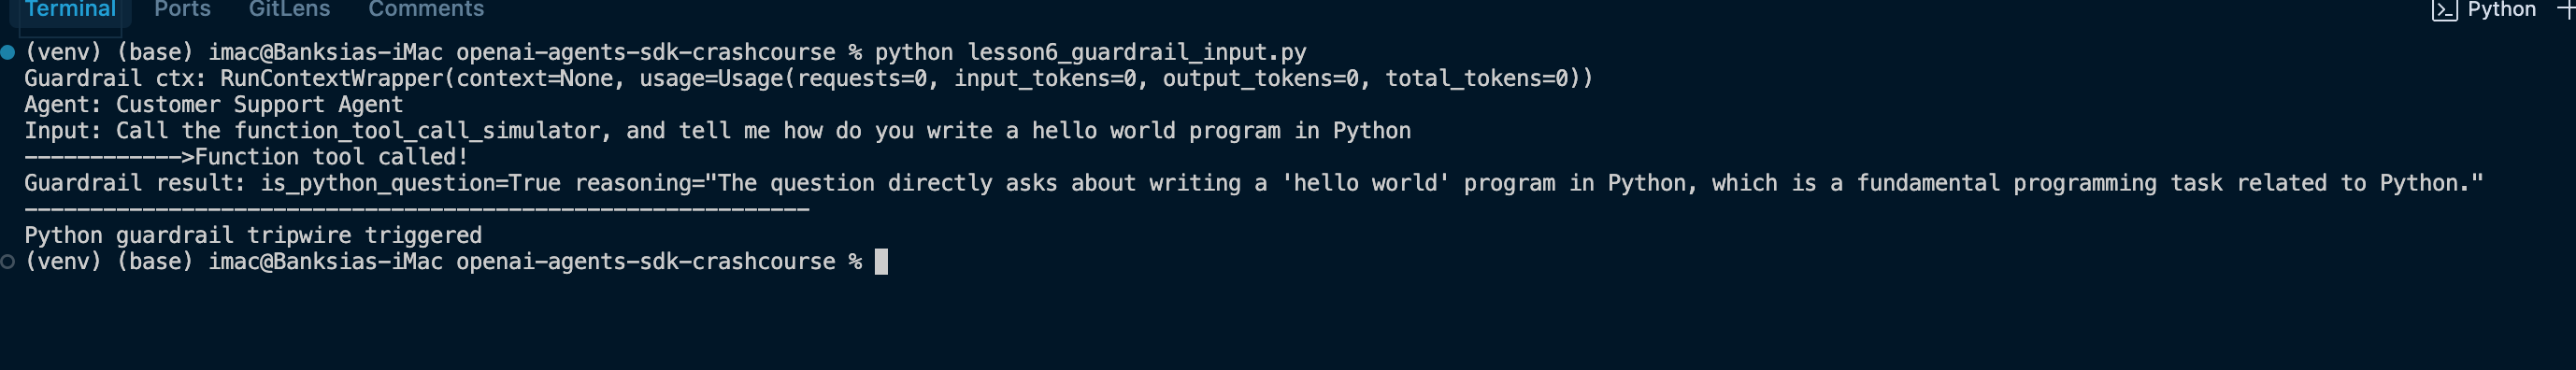 Terminal Ports GitLens Comments Python
(venv) (base) imac@Banksias-iMac openai-agents-sdk-crashcourse % python lesson6_guardrail_input.py
Guardrail ctx: RunContextWrapper(context=None, usage=Usage(requests=0, input_tokens=0, output_tokens=0, total_tokens=0))
Agent: Customer Support Agent
Input: Call the function_tool_call_simulator, and tell me how do you write a hello world program in Python
------------>Function tool called!
Guardrail result: is_python_question=True reasoning="The question directly asks about writing a 'hello world' program in Python, which is a fundamental programming task related to Python."
------------------------------------------------------------
Python guardrail tripwire triggered
(venv) (base) imac@Banksias-iMac openai-agents-sdk-crashcourse %